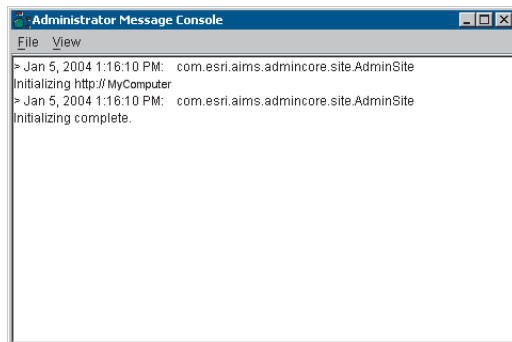 Administrator Message Console
File View
> Jan 5, 2004 1:16:10 PM: com.esri.aims.admincore.site.AdminSite
Initializing http:// MyComputer
> Jan 5, 2004 1:16:10 PM: com.esri.aims.admincore.site.AdminSite
Initializing complete.